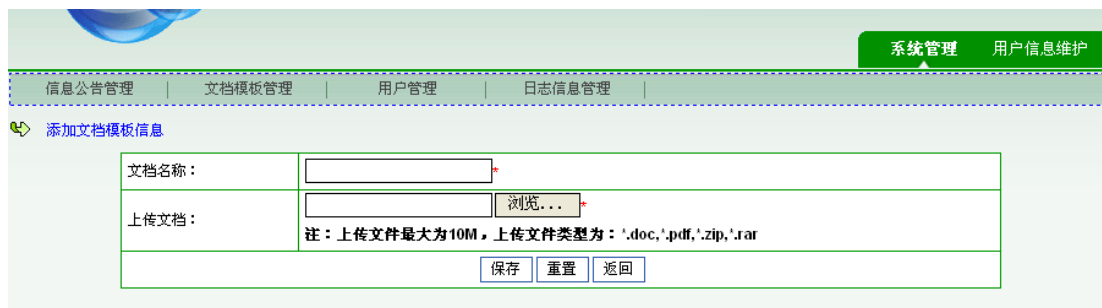 系统管理 用户信息维护
信息公告管理 | 文档模板管理 | 用户管理 | 日志信息管理 |
添加文档模板信息
文档名称： *
上传文档： 浏览... *
注：上传文件最大为10M，上传文件类型为：*.doc,*.pdf,*.zip,*.rar
保存 重置 返回